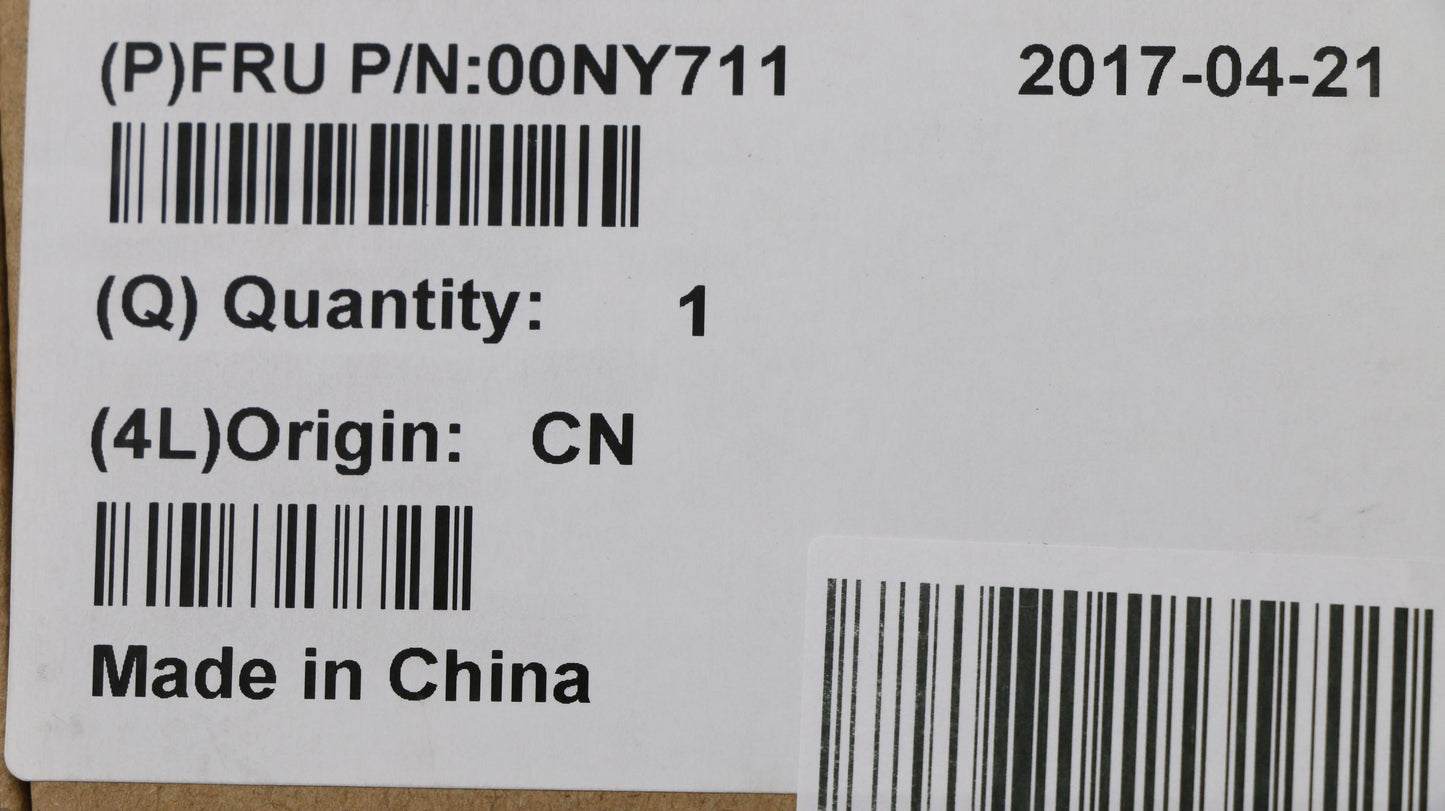 (P)FRU P/N:00NY711 2017-04-21
(Q) Quantity: 1
(4L)Origin: CN
Made in China